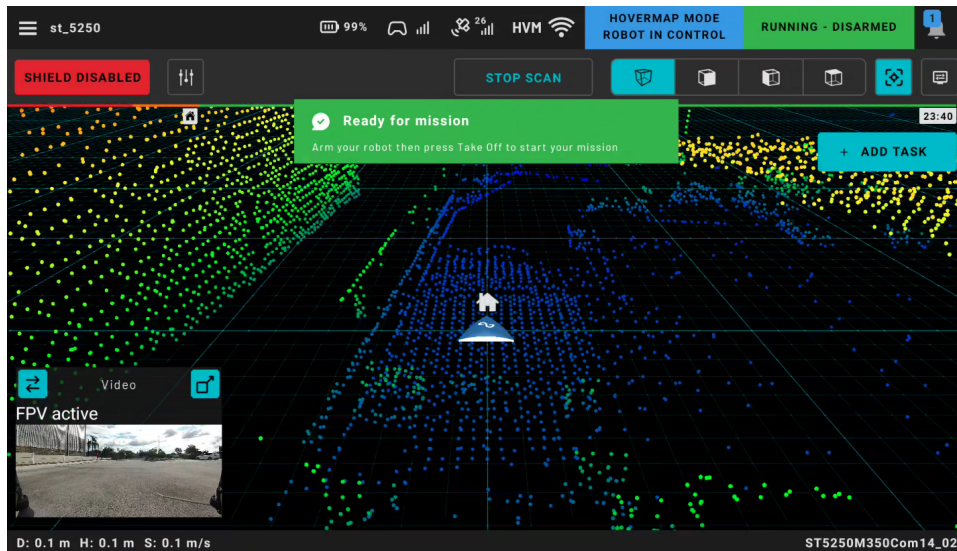 st_5250
99%
26
HVM
HOVERMAP MODE
ROBOT IN CONTROL
RUNNING - DISARMED
1
SHIELD DISABLED
STOP SCAN
Ready for mission
Arm your robot then press Take Off to start your mission
23:40
+ ADD TASK
Video
FPV active
D: 0.1 m H: 0.1 m S: 0.1 m/s
ST5250M350Com14_02